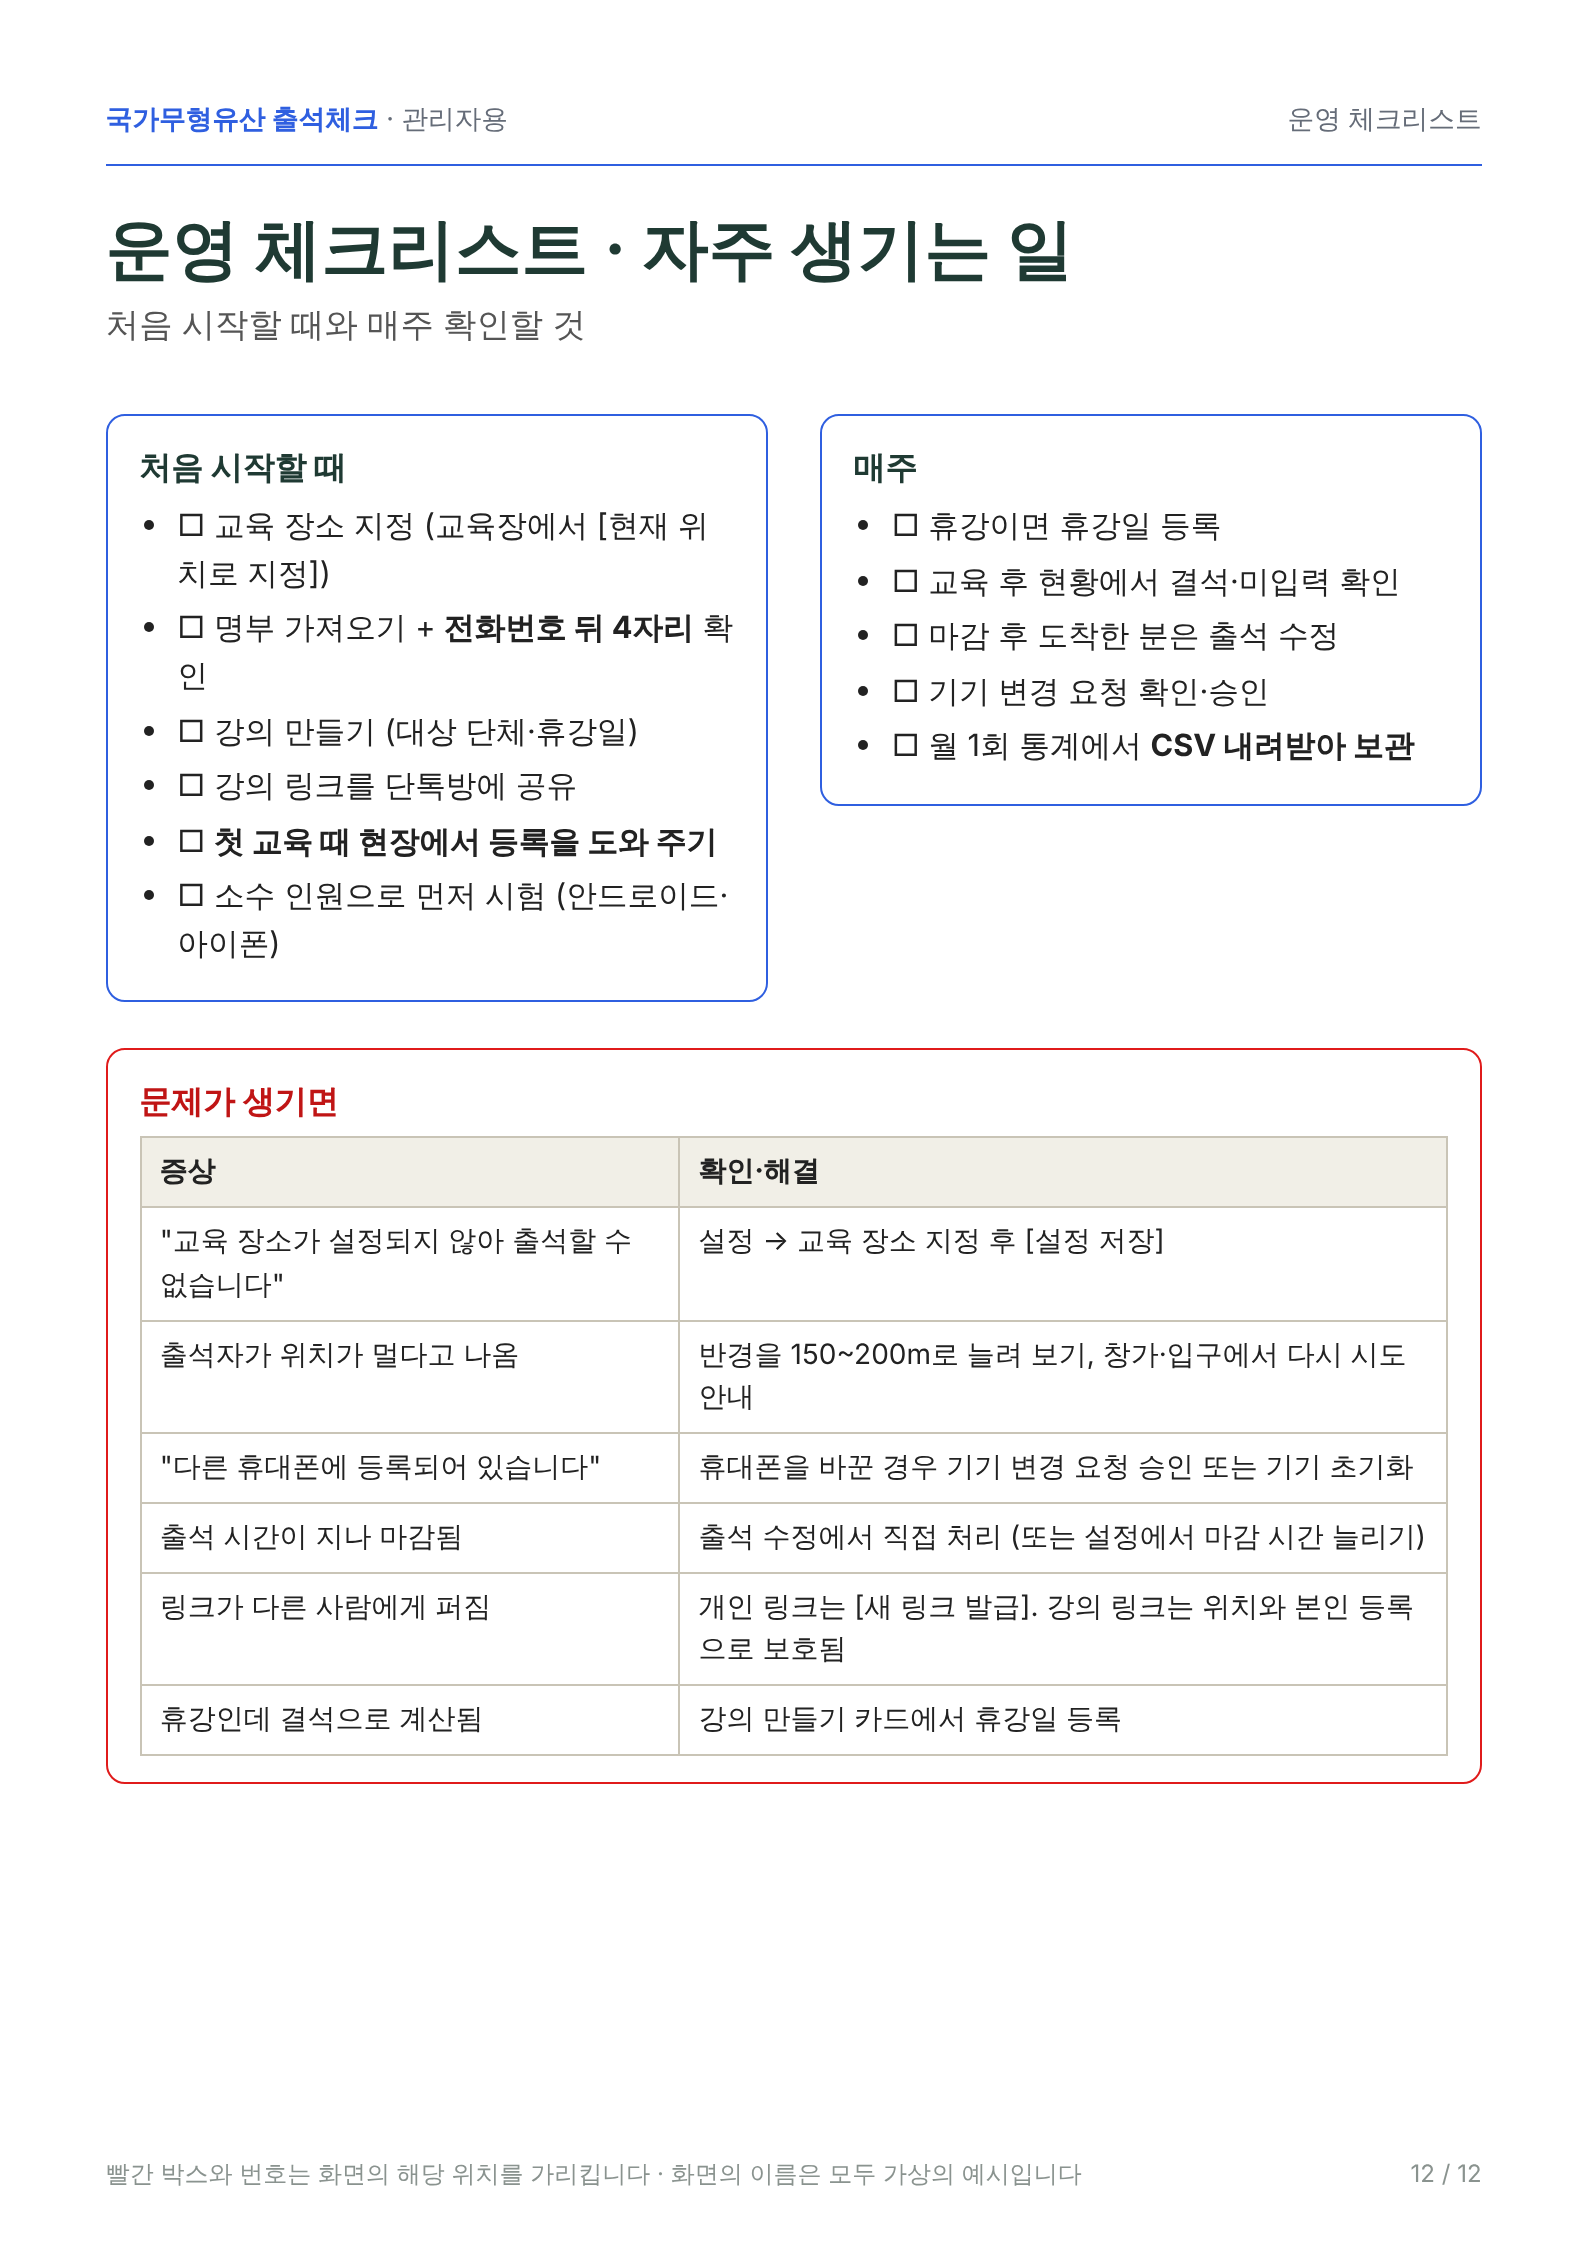 국가무형유산 출석체크 · 관리자용
운영 체크리스트
운영 체크리스트 · 자주 생기는 일
처음 시작할 때와 매주 확인할 것
처음 시작할 때
• □ 교육 장소 지정 (교육장에서 [현재 위
치로 지정])
• □ 명부 가져오기 + 전화번호 뒤 4자리 확
인
• □ 강의 만들기 (대상 단체·휴강일)
• □ 강의 링크를 단톡방에 공유
• □ 첫 교육 때 현장에서 등록을 도와 주기
• □ 소수 인원으로 먼저 시험 (안드로이드·
아이폰)
매주
• □ 휴강이면 휴강일 등록
• □ 교육 후 현황에서 결석·미입력 확인
• □ 마감 후 도착한 분은 출석 수정
• □ 기기 변경 요청 확인·승인
• □ 월 1회 통계에서 CSV 내려받아 보관
문제가 생기면
증상
확인·해결
"교육 장소가 설정되지 않아 출석할 수
없습니다"
설정 → 교육 장소 지정 후 [설정 저장]
출석자가 위치가 멀다고 나옴
반경을 150~200m로 늘려 보기, 창가·입구에서 다시 시도
안내
"다른 휴대폰에 등록되어 있습니다"
휴대폰을 바꾼 경우 기기 변경 요청 승인 또는 기기 초기화
출석 시간이 지나 마감됨
출석 수정에서 직접 처리 (또는 설정에서 마감 시간 늘리기)
링크가 다른 사람에게 퍼짐
개인 링크는 [새 링크 발급]. 강의 링크는 위치와 본인 등록
으로 보호됨
휴강인데 결석으로 계산됨
강의 만들기 카드에서 휴강일 등록
빨간 박스와 번호는 화면의 해당 위치를 가리킵니다 · 화면의 이름은 모두 가상의 예시입니다
12 / 12